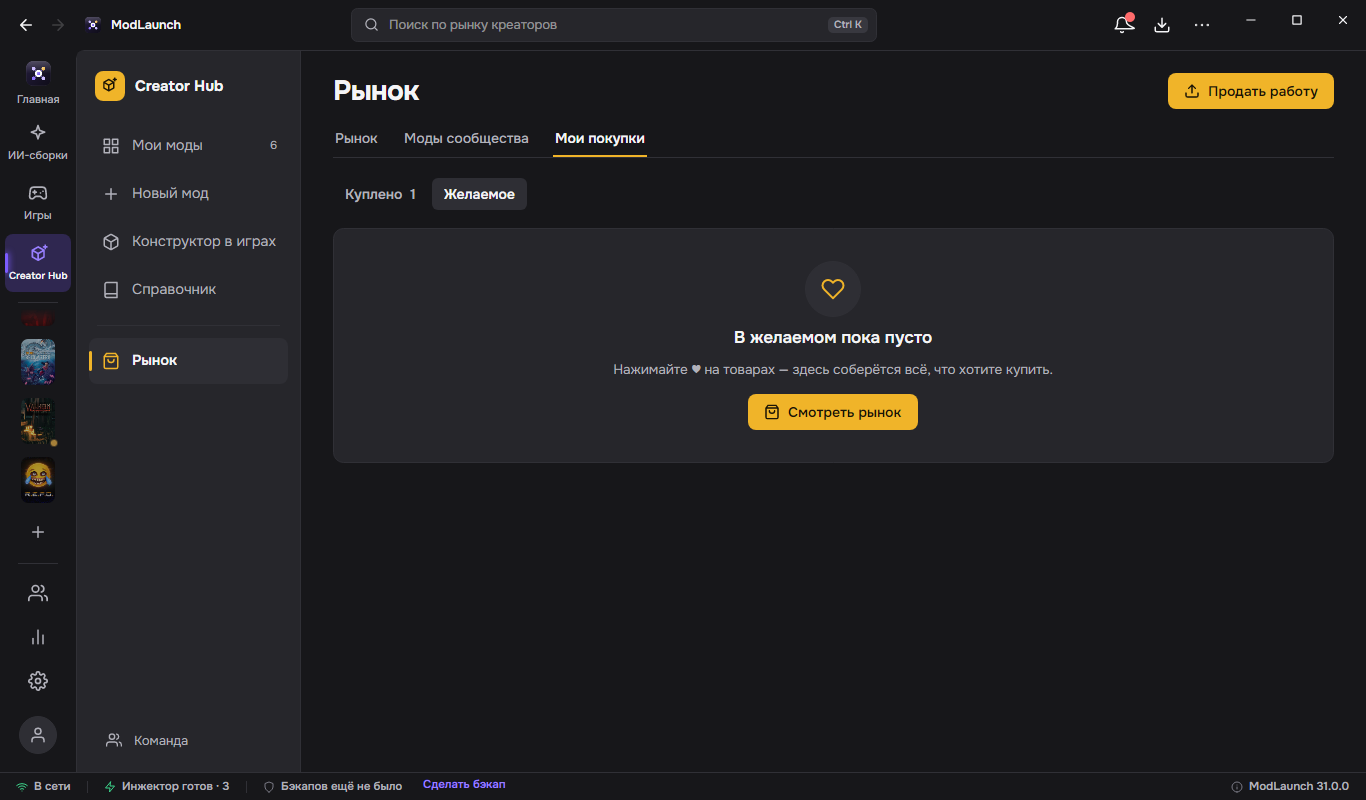 ModLaunch
Поиск по рынку креаторов
Ctrl K
Главная
ИИ-сборки
Игры
Creator Hub
Creator Hub
Мои моды 6
Новый мод
Конструктор в играх
Справочник
Рынок
Команда
Рынок
Продать работу
Рынок Моды сообщества Мои покупки
Куплено 1 Желаемое
В желаемом пока пусто
Нажимайте ♥ на товарах — здесь соберётся всё, что хотите купить.
Смотреть рынок
В сети
Инжектор готов · 3
Бэкапов ещё не было
Сделать бэкап
ModLaunch 31.0.0